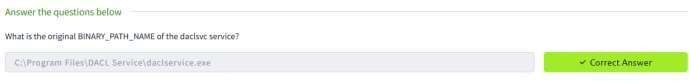 Answer the questions below
What is the original BINARY_PATH_NAME of the daclsvc service?
C:\Program Files\DACL Service\daclservice.exe
✓ Correct Answer